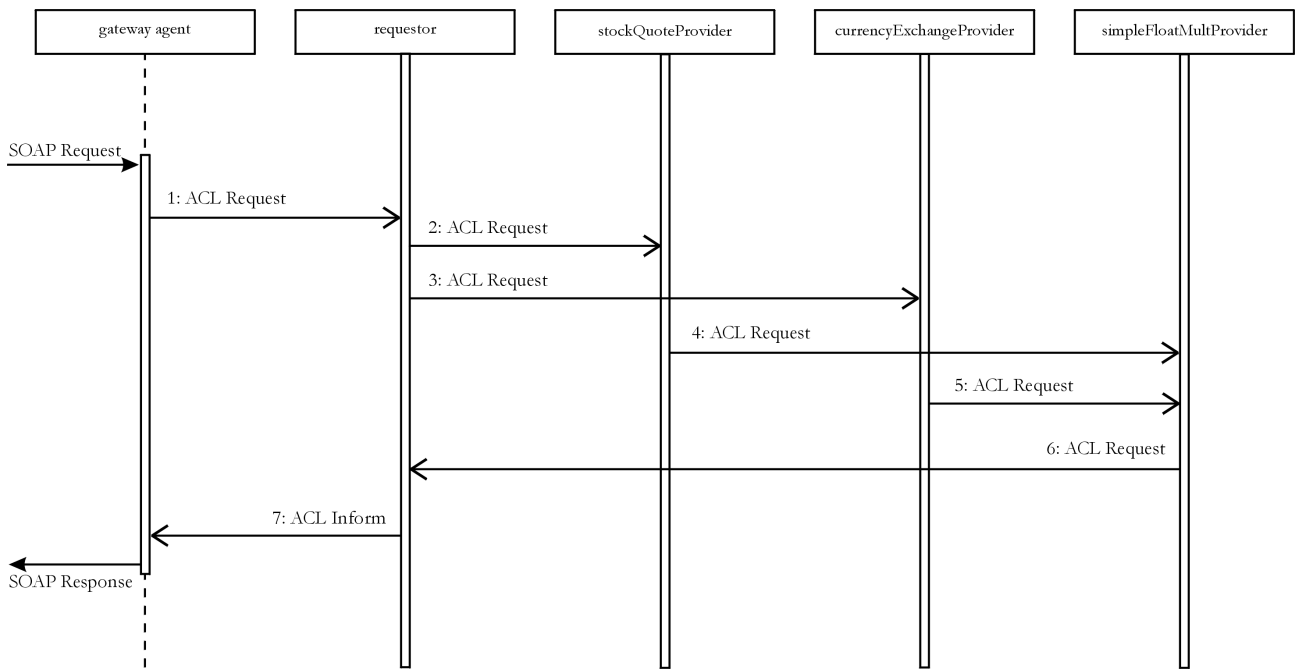 gateway agent
requestor
stockQuoteProvider
currencyExchangeProvider
simpleFloatMultProvider
SOAP Request
1: ACL Request
2: ACL Request
3: ACL Request
4: ACL Request
5: ACL Request
6: ACL Request
7: ACL Inform
SOAP Response